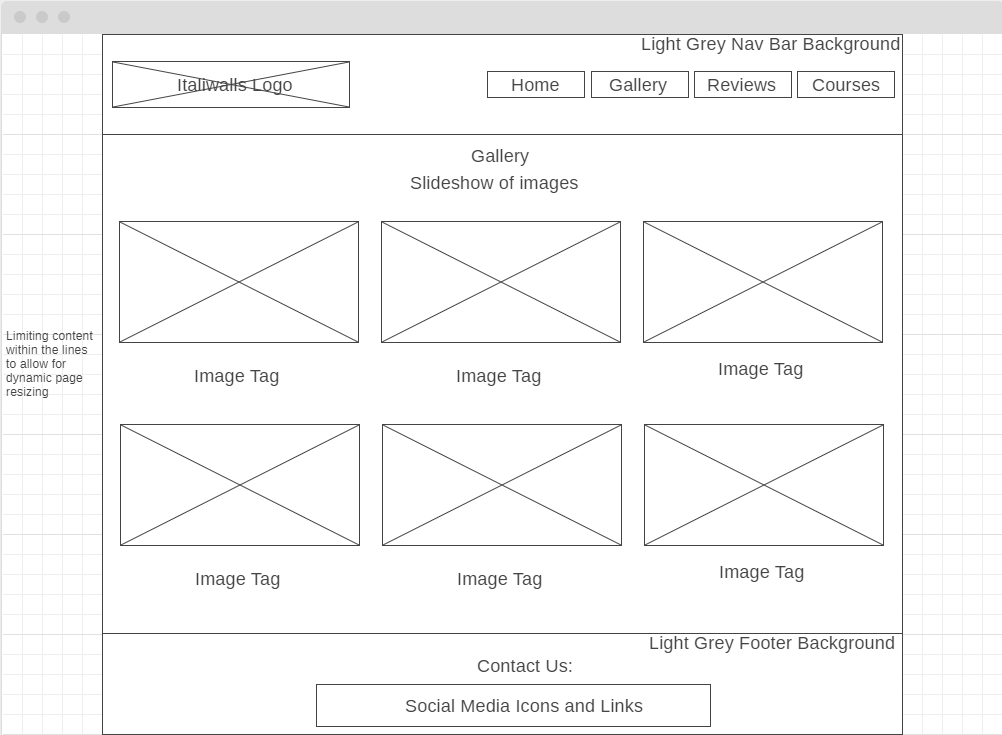 Light Grey Nav Bar Background
Italiwalls Logo
Home
Gallery
Reviews
Courses
Gallery
Slideshow of images
Limiting content
within the lines
to allow for
dynamic page
resizing
Image Tag
Image Tag
Image Tag
Image Tag
Image Tag
Image Tag
Light Grey Footer Background
Contact Us:
Social Media Icons and Links